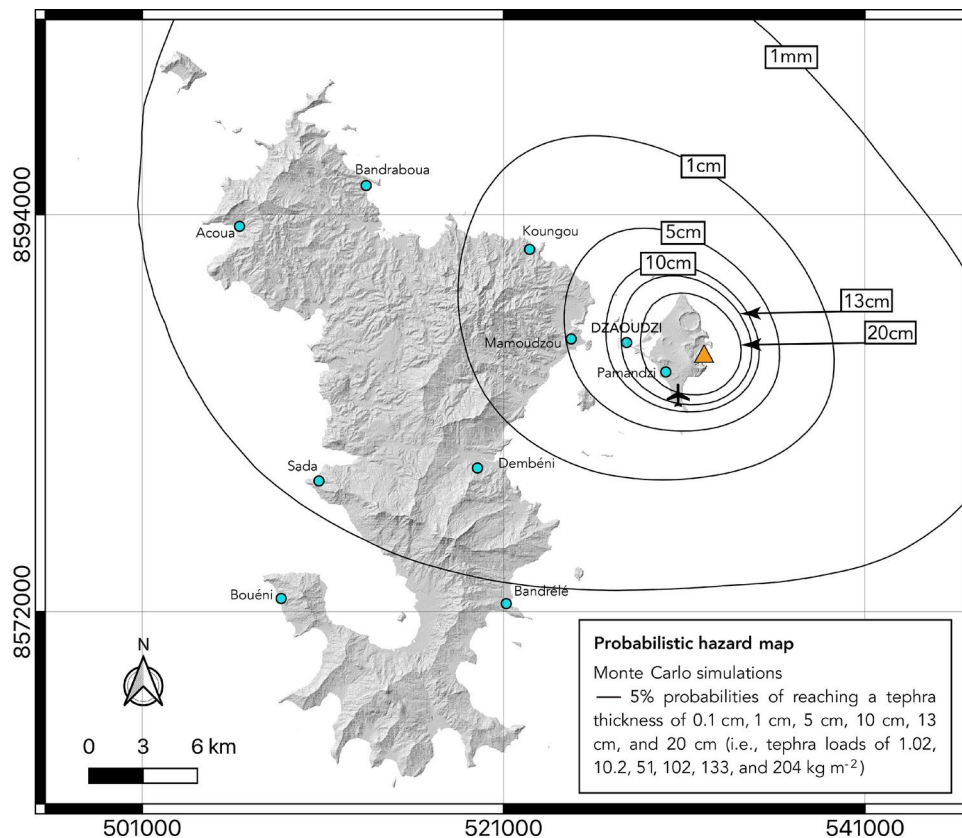 1mm
1cm
Bandraboua
8594000
Acoua
Koungou
5cm
10cm
13cm
DZAOUDZI
20cm
Mamoudzou
Pamandzi
Sada
Dembéni
Bouéni
Bandrélé
8572000
N
0 3 6 km
Probabilistic hazard map
Monte Carlo simulations
— 5% probabilities of reaching a tephra
thickness of 0.1 cm, 1 cm, 5 cm, 10 cm, 13
cm, and 20 cm (i.e., tephra loads of 1.02,
10.2, 51, 102, 133, and 204 kg m⁻²)
501000 521000 541000